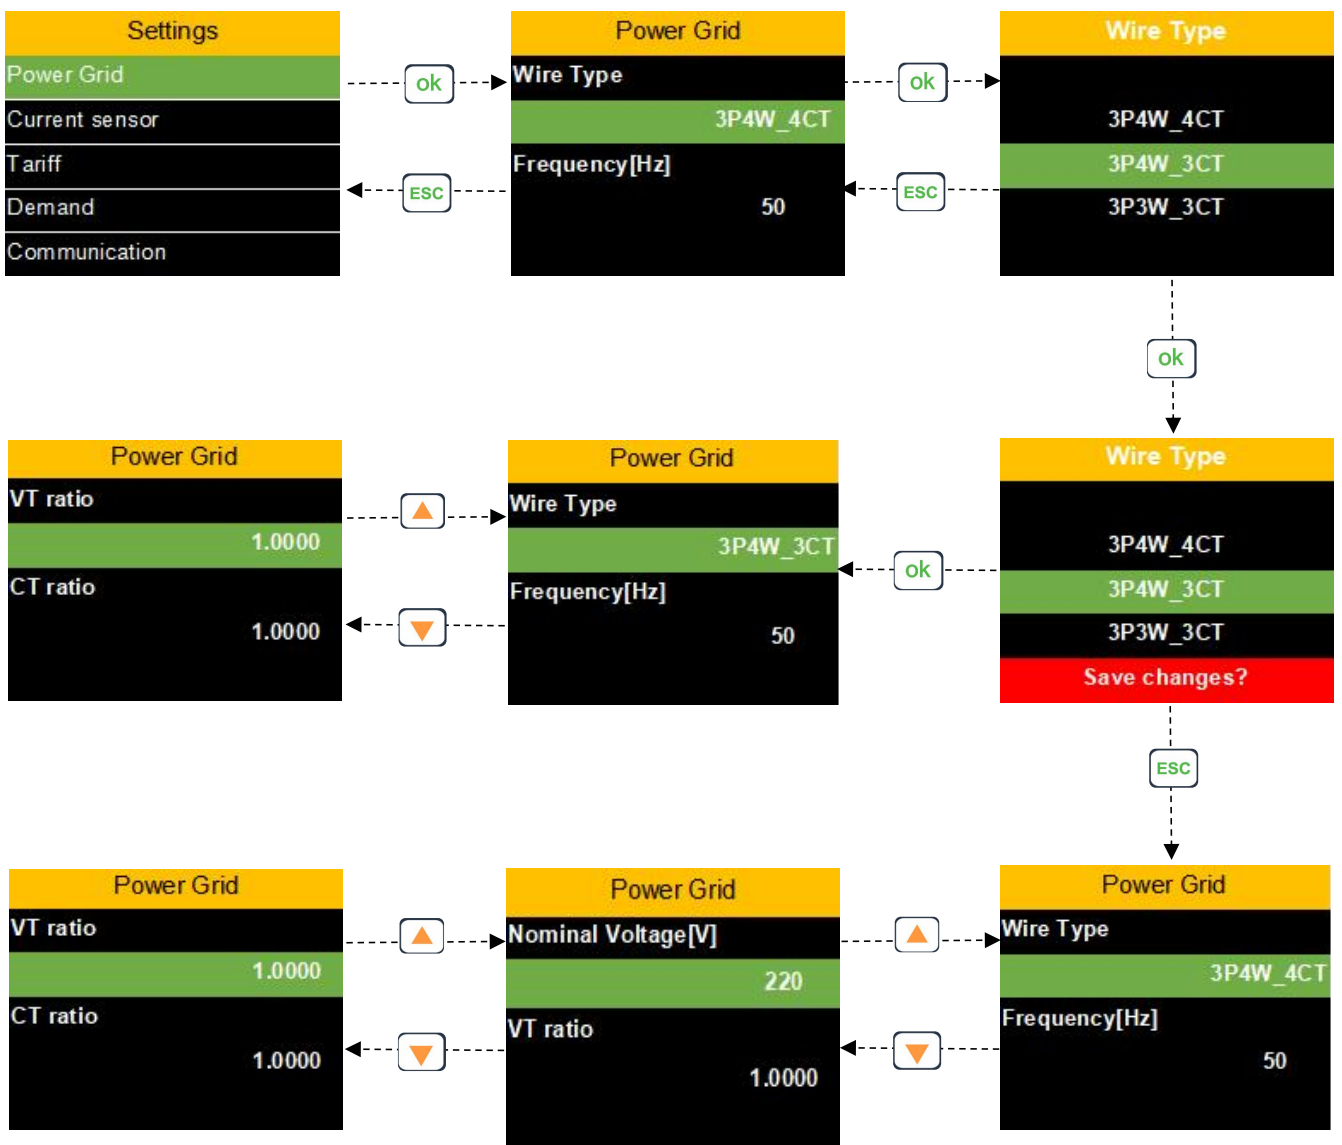 Settings
Power Grid
Current sensor
Tariff
Demand
Communication
ok
ESC
Power Grid
Wire Type
3P4W_4CT
Frequency[Hz]
50
ok
ESC
Wire Type
3P4W_4CT
3P4W_3CT
3P3W_3CT
ok
Power Grid
VT ratio
1.0000
CT ratio
1.0000
Power Grid
Wire Type
3P4W_3CT
Frequency[Hz]
50
ok
Wire Type
3P4W_4CT
3P4W_3CT
3P3W_3CT
Save changes?
ESC
Power Grid
VT ratio
1.0000
CT ratio
1.0000
Power Grid
Nominal Voltage[V]
220
VT ratio
1.0000
Power Grid
Wire Type
3P4W_4CT
Frequency[Hz]
50